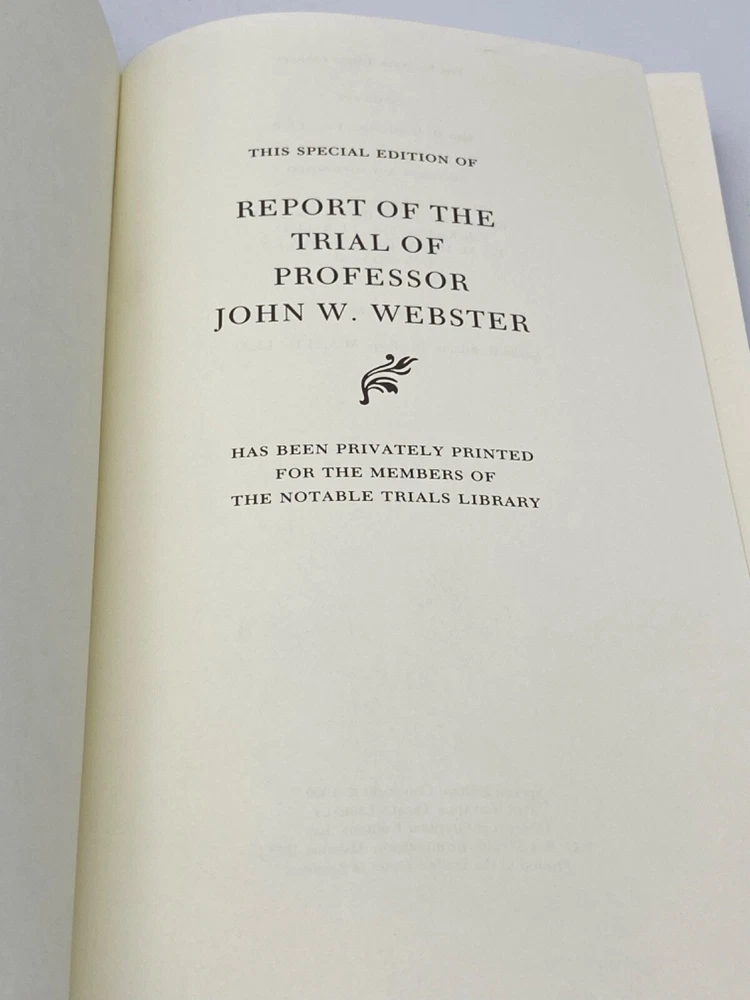 THIS SPECIAL EDITION OF
REPORT OF THE
TRIAL OF
PROFESSOR
JOHN W. WEBSTER
HAS BEEN PRIVATELY PRINTED
FOR THE MEMBERS OF
THE NOTABLE TRIALS LIBRARY